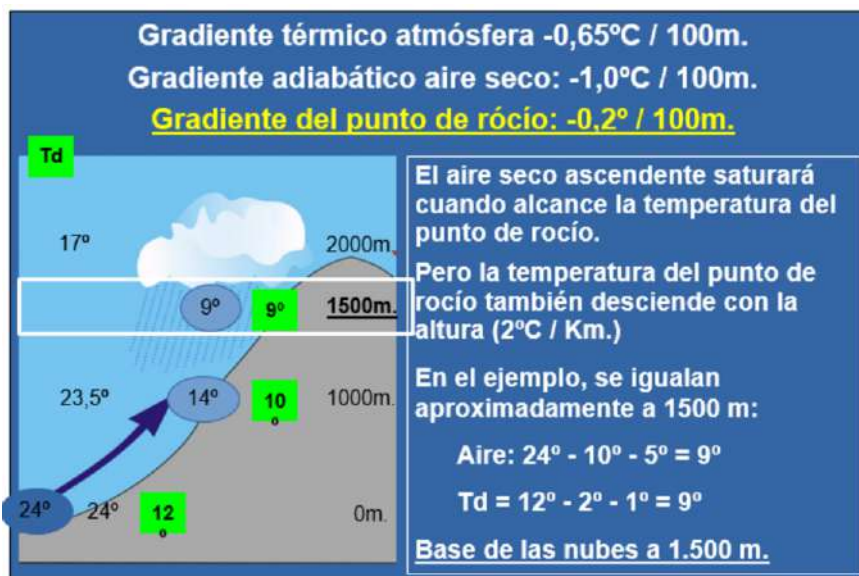 Gradiente térmico atmósfera -0,65ºC / 100m.
Gradiente adiabático aire seco: -1,0ºC / 100m.
Gradiente del punto de rócío: -0,2º / 100m.
Td
17º
2000m.
9º
9º
1500m.
23,5º
14º
10
º
1000m.
24º
24º
12
º
0m.
El aire seco ascendente saturará
cuando alcance la temperatura del
punto de rocío.
Pero la temperatura del punto de
rocío también desciende con la
altura (2ºC / Km.)
En el ejemplo, se igualan
aproximadamente a 1500 m:
Aire: 24º - 10º - 5º = 9º
Td = 12º - 2º - 1º = 9º
Base de las nubes a 1.500 m.